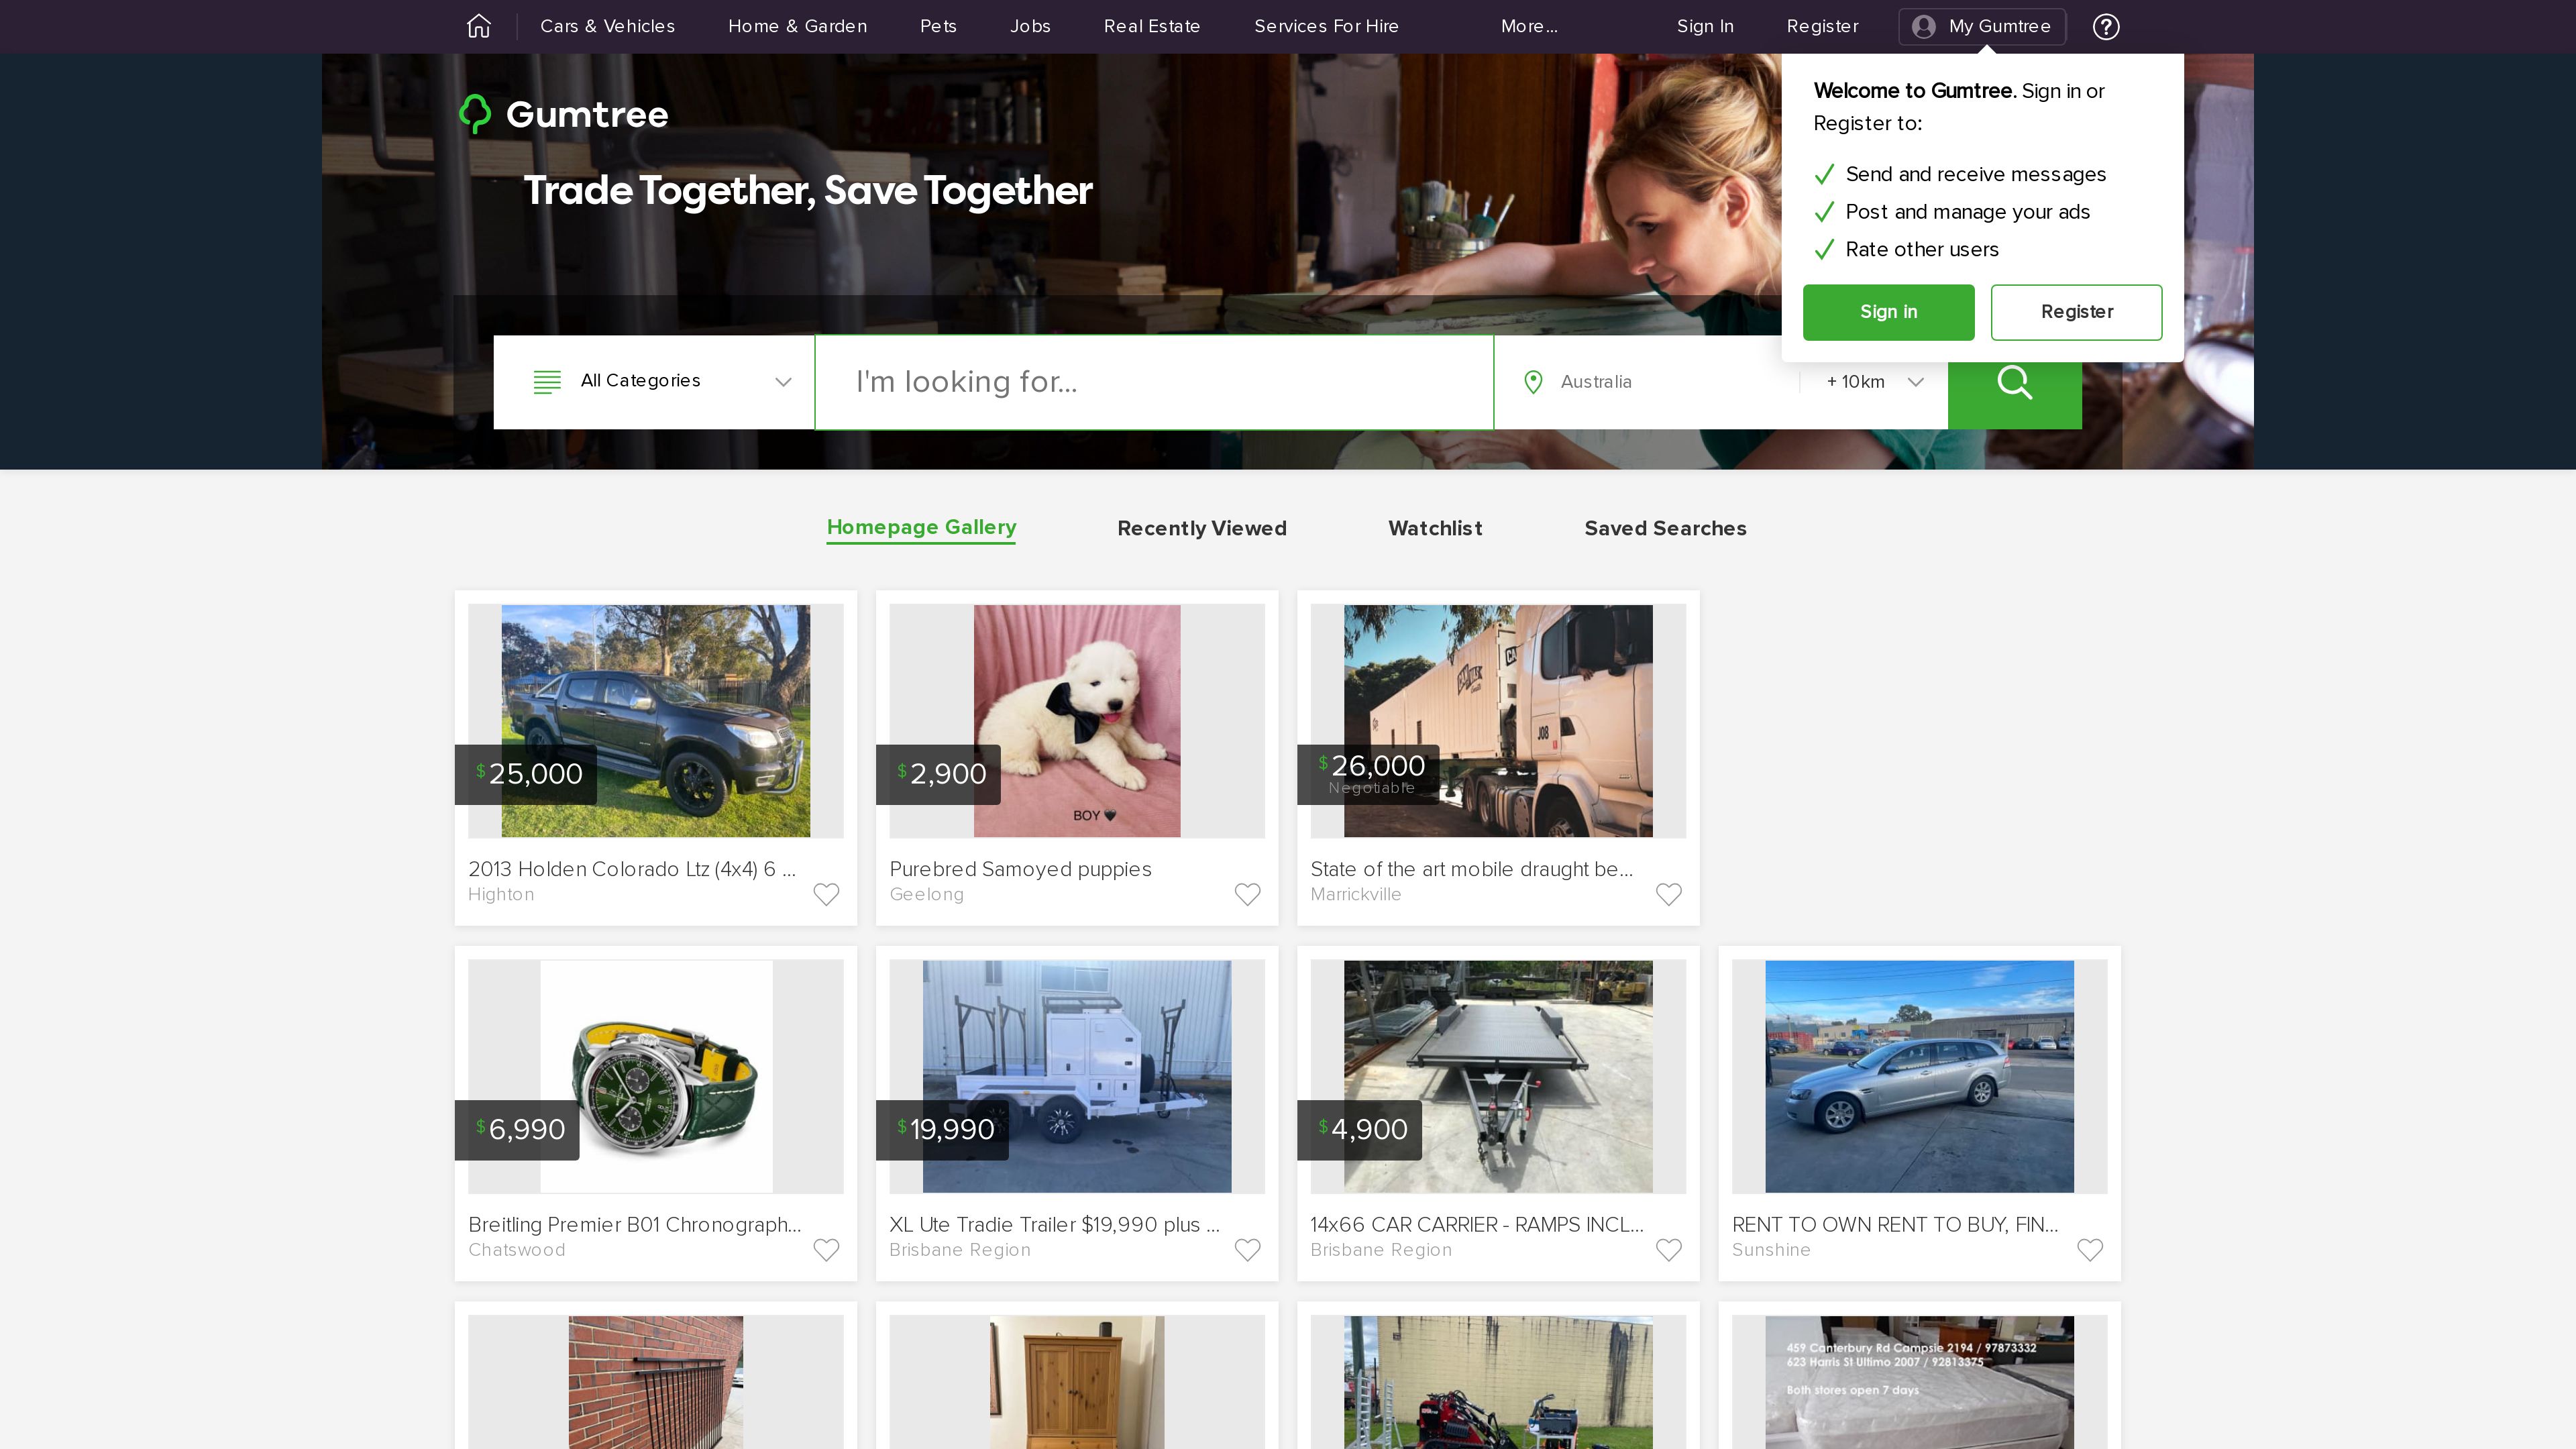 Cars & Vehicles
Home & Garden
Pets
Jobs
Real Estate
Services For Hire
More...
Sign In
Register
My Gumtree
?
Welcome to Gumtree. Sign in or
Register to:
Send and receive messages
Post and manage your ads
Rate other users
Sign in
Register
Gumtree
Trade Together, Save Together
All Categories
I'm looking for...
Australia
+ 10km
Homepage Gallery
Recently Viewed
Watchlist
Saved Searches
$25,000
2013 Holden Colorado Ltz (4x4) 6 ...
Highton
BOY
$2,900
Purebred Samoyed puppies
Geelong
J08
$26,000
Negotiable
State of the art mobile draught be...
Marrickville
$6,990
Breitling Premier B01 Chronograph...
Chatswood
$19,990
XL Ute Tradie Trailer $19,990 plus ...
Brisbane Region
$4,900
14x66 CAR CARRIER - RAMPS INCL...
Brisbane Region
RENT TO OWN RENT TO BUY, FIN...
Sunshine
459 Canterbury Rd Campsie 2194 / 97873332
623 Harris St Ultimo 2007 / 92813375
Both stores open 7 days